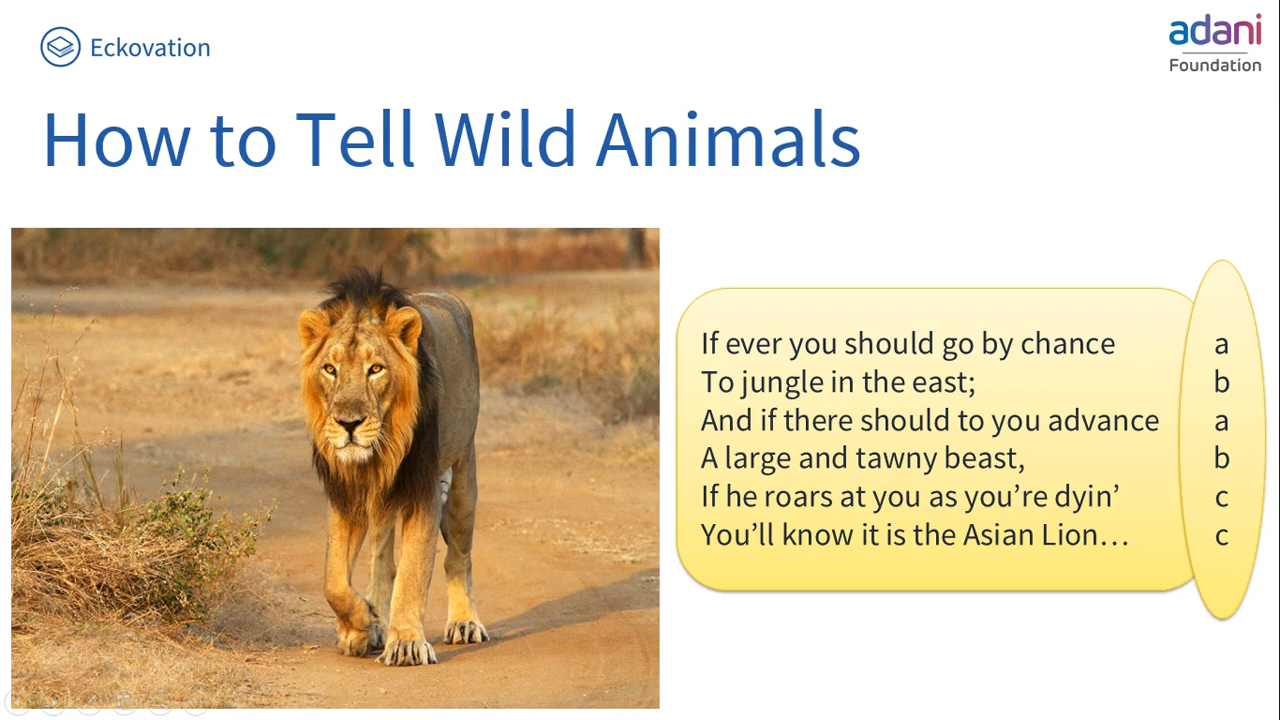 Eckovation
adani
Foundation
How to Tell Wild Animals
If ever you should go by chance a
To jungle in the east; b
And if there should to you advance a
A large and tawny beast, b
If he roars at you as you’re dyin’ c
You’ll know it is the Asian Lion… c